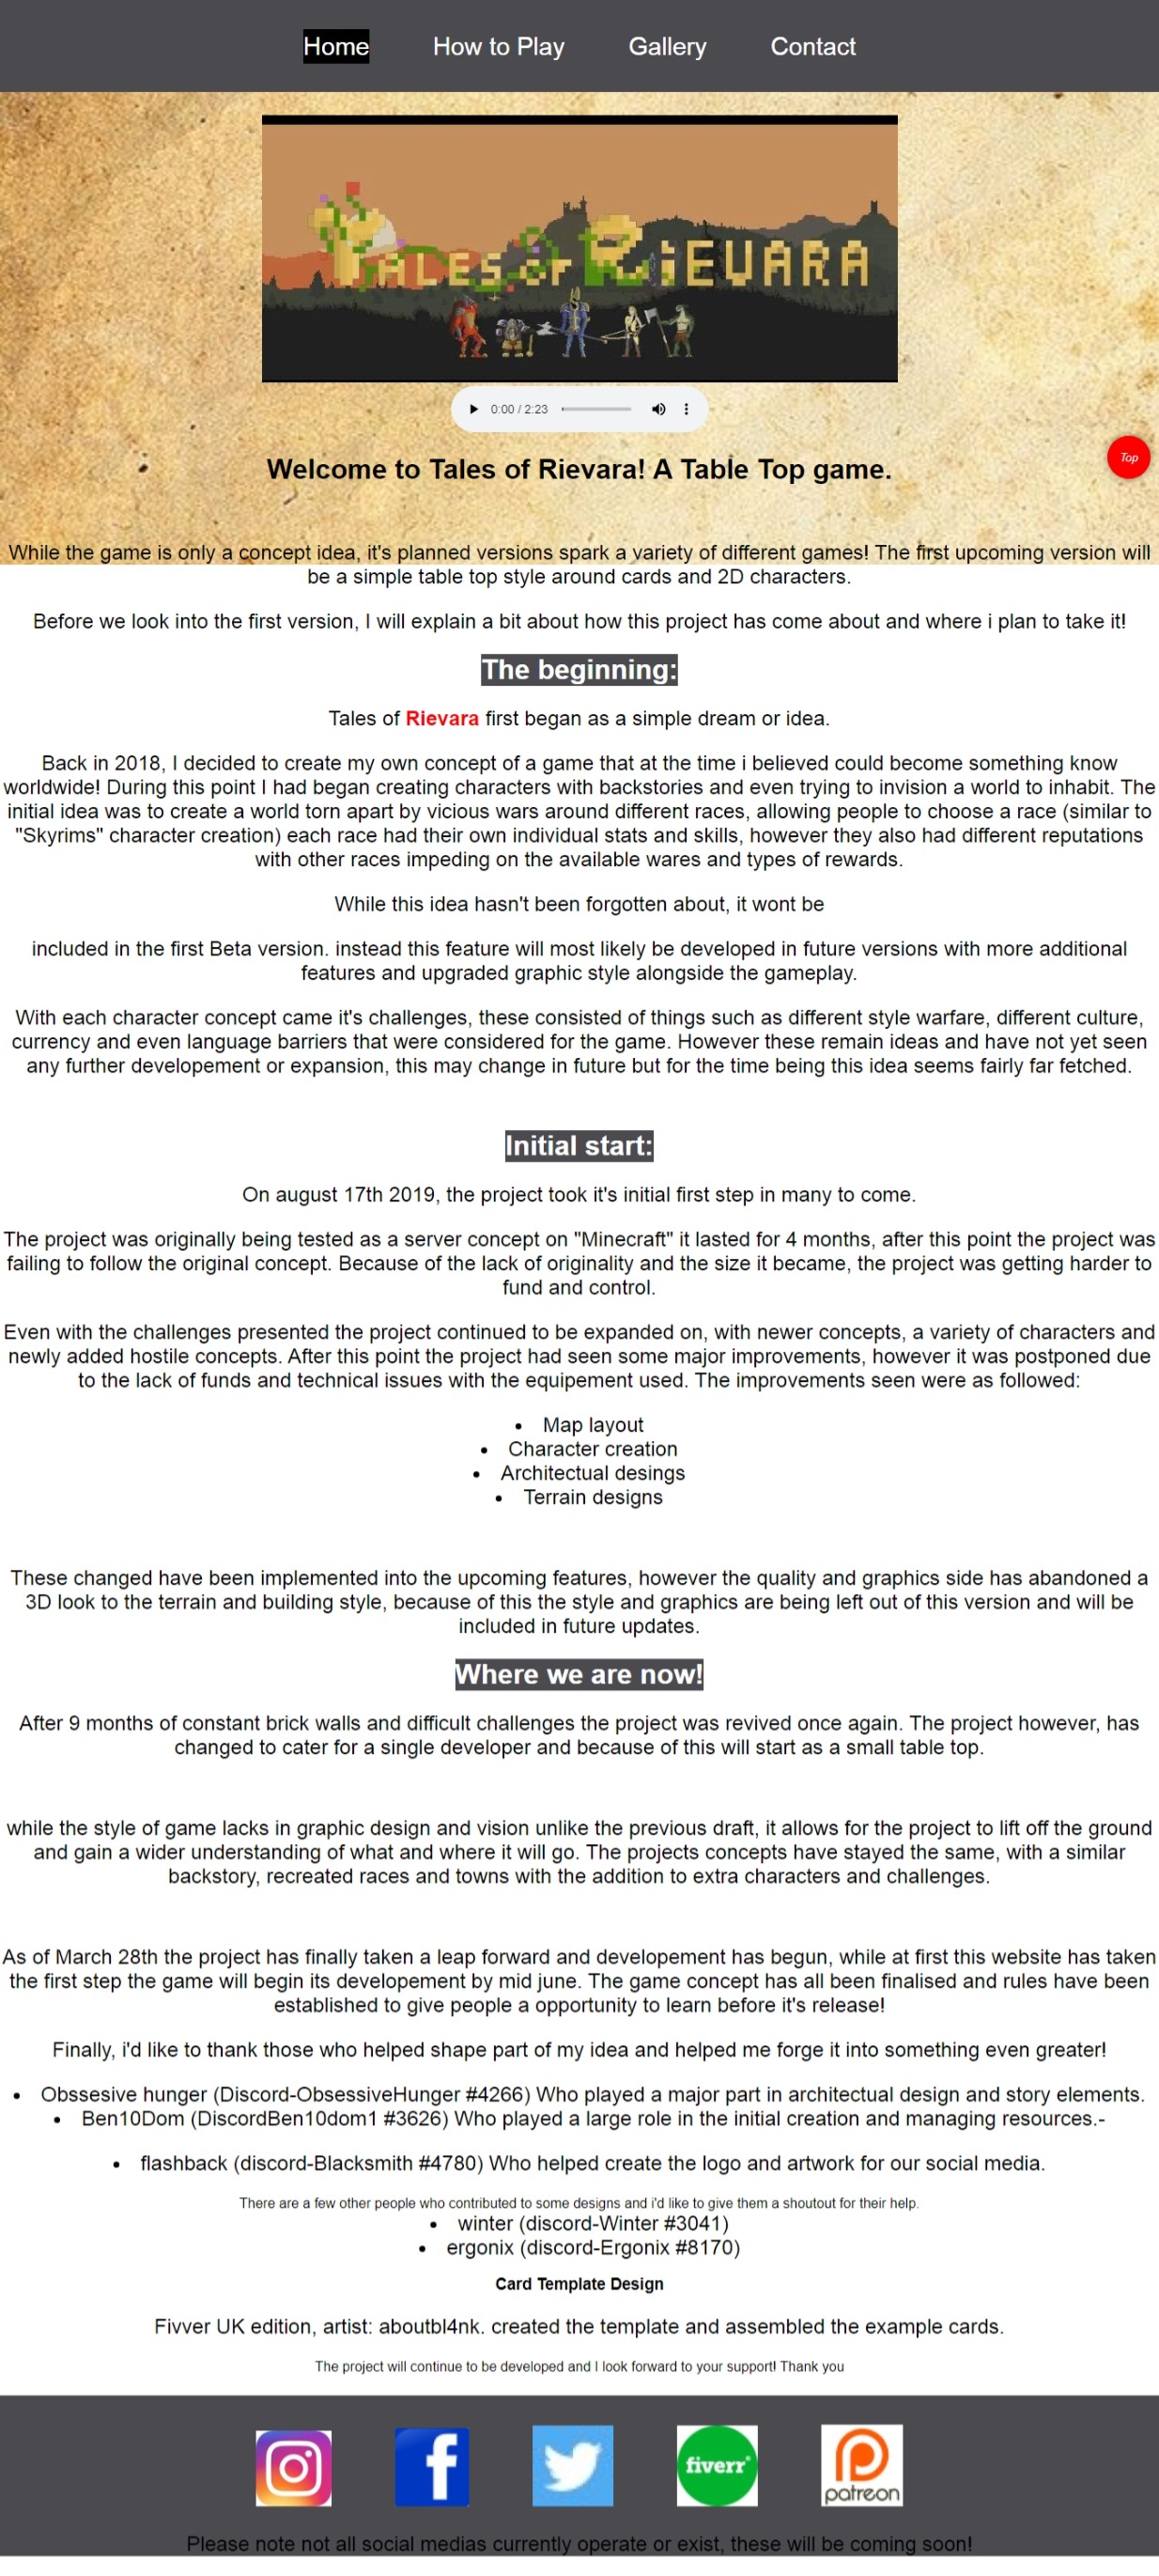 Home How to Play Gallery Contact
TALES OF RiEVARA
0:00 / 2:23
Welcome to Tales of Rievara! A Table Top game.
Top
While the game is only a concept idea, it's planned versions spark a variety of different games! The first upcoming version will
be a simple table top style around cards and 2D characters.
Before we look into the first version, I will explain a bit about how this project has come about and where i plan to take it!
The beginning:
Tales of Rievara first began as a simple dream or idea.
Back in 2018, I decided to create my own concept of a game that at the time i believed could become something know
worldwide! During this point I had began creating characters with backstories and even trying to invision a world to inhabit. The
initial idea was to create a world torn apart by vicious wars around different races, allowing people to choose a race (similar to
"Skyrims" character creation) each race had their own individual stats and skills, however they also had different reputations
with other races impeding on the available wares and types of rewards.
While this idea hasn't been forgotten about, it wont be
included in the first Beta version. instead this feature will most likely be developed in future versions with more additional
features and upgraded graphic style alongside the gameplay.
With each character concept came it's challenges, these consisted of things such as different style warfare, different culture,
currency and even language barriers that were considered for the game. However these remain ideas and have not yet seen
any further developement or expansion, this may change in future but for the time being this idea seems fairly far fetched.
Initial start:
On august 17th 2019, the project took it's initial first step in many to come.
The project was originally being tested as a server concept on "Minecraft" it lasted for 4 months, after this point the project was
failing to follow the original concept. Because of the lack of originality and the size it became, the project was getting harder to
fund and control.
Even with the challenges presented the project continued to be expanded on, with newer concepts, a variety of characters and
newly added hostile concepts. After this point the project had seen some major improvements, however it was postponed due
to the lack of funds and technical issues with the equipement used. The improvements seen were as followed:
• Map layout
• Character creation
• Architectual desings
• Terrain designs
These changed have been implemented into the upcoming features, however the quality and graphics side has abandoned a
3D look to the terrain and building style, because of this the style and graphics are being left out of this version and will be
included in future updates.
Where we are now!
After 9 months of constant brick walls and difficult challenges the project was revived once again. The project however, has
changed to cater for a single developer and because of this will start as a small table top.
while the style of game lacks in graphic design and vision unlike the previous draft, it allows for the project to lift off the ground
and gain a wider understanding of what and where it will go. The projects concepts have stayed the same, with a similar
backstory, recreated races and towns with the addition to extra characters and challenges.
As of March 28th the project has finally taken a leap forward and developement has begun, while at first this website has taken
the first step the game will begin its developement by mid june. The game concept has all been finalised and rules have been
established to give people a opportunity to learn before it's release!
Finally, i'd like to thank those who helped shape part of my idea and helped me forge it into something even greater!
• Obssesive hunger (Discord-ObsessiveHunger #4266) Who played a major part in architectual design and story elements.
• Ben10Dom (DiscordBen10dom1 #3626) Who played a large role in the initial creation and managing resources.-
• flashback (discord-Blacksmith #4780) Who helped create the logo and artwork for our social media.
There are a few other people who contributed to some designs and i'd like to give them a shoutout for their help.
• winter (discord-Winter #3041)
• ergonix (discord-Ergonix #8170)
Card Template Design
Fivver UK edition, artist: aboutbl4nk. created the template and assembled the example cards.
The project will continue to be developed and I look forward to your support! Thank you
fiverr
patreon
Please note not all social medias currently operate or exist, these will be coming soon!